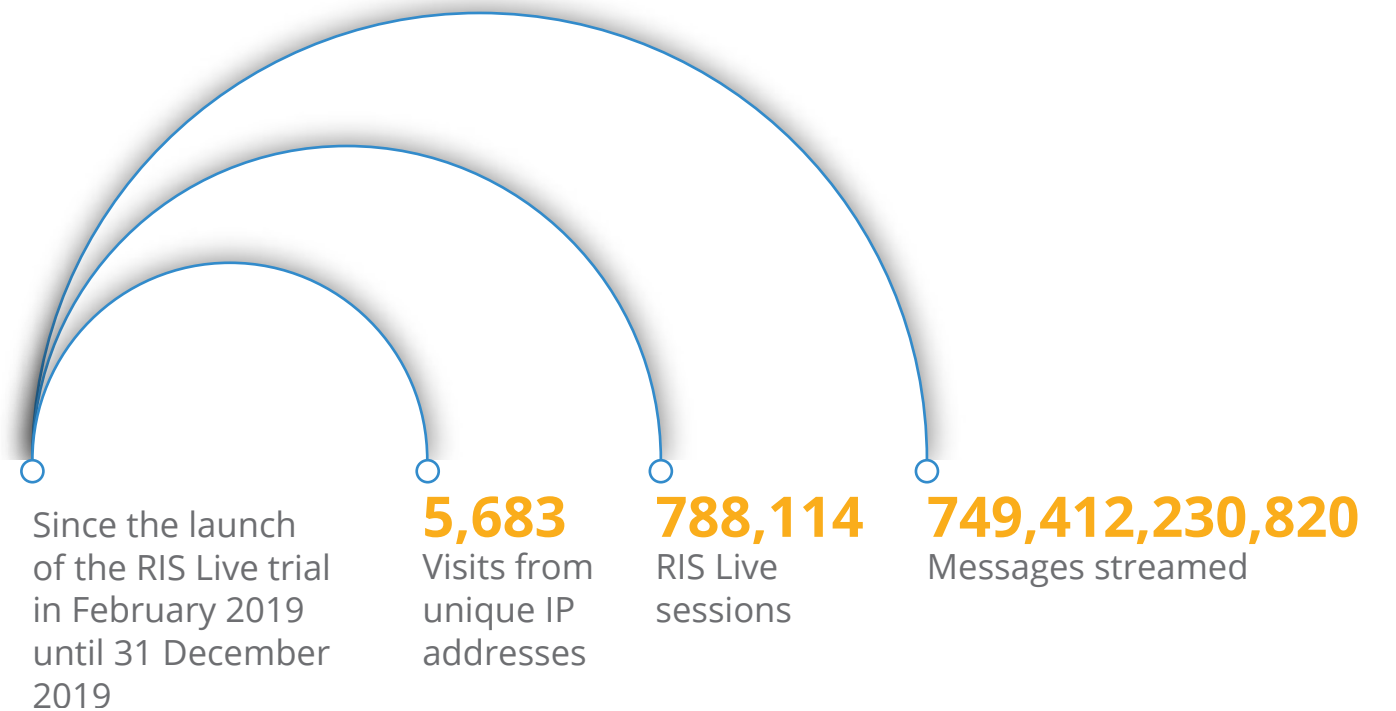 Since the launch
of the RIS Live trial
in February 2019
until 31 December
2019
5,683
Visits from
unique IP
addresses
788,114
RIS Live
sessions
749,412,230,820
Messages streamed